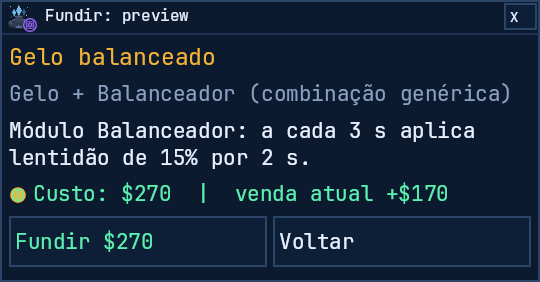 Fundir: preview
X
Gelo balanceado
Gelo + Balanceador (combinação genérica)
Módulo Balanceador: a cada 3 s aplica
lentidão de 15% por 2 s.
Custo: $270 | venda atual +$170
Fundir $270
Voltar